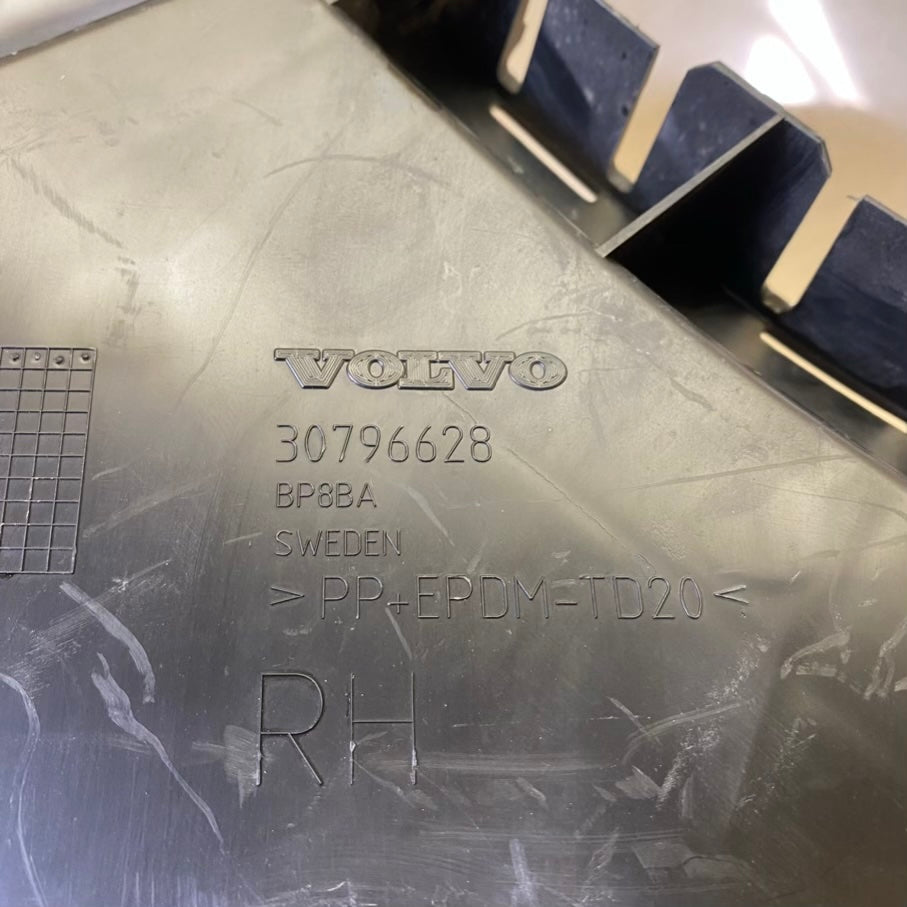 VOLVO
30796628
BP8BA
SWEDEN
>PP+EPDM-TD20<
RH